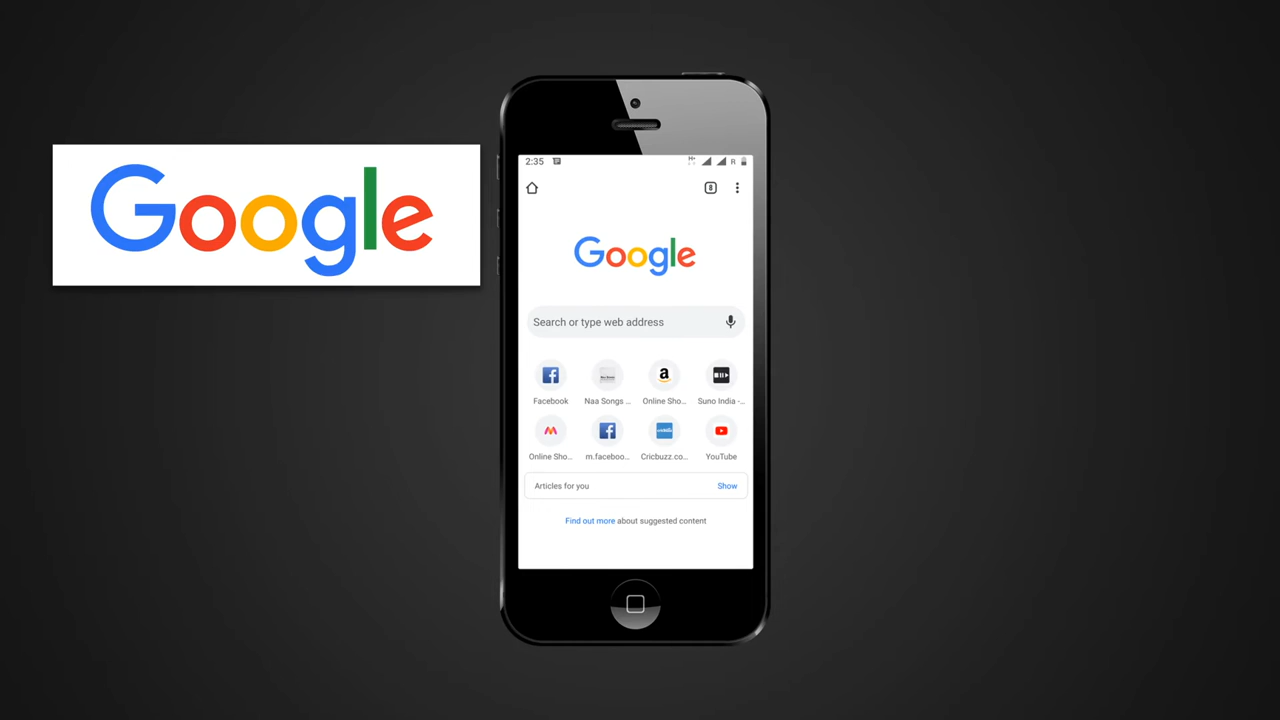 Google
2:35
H+
R
8
Google
Search or type web address
Facebook
Naa Songs ...
Online Sho...
Suno India -...
Online Sho...
m.faceboo...
Cricbuzz.co...
YouTube
Articles for you
Show
Find out more about suggested content